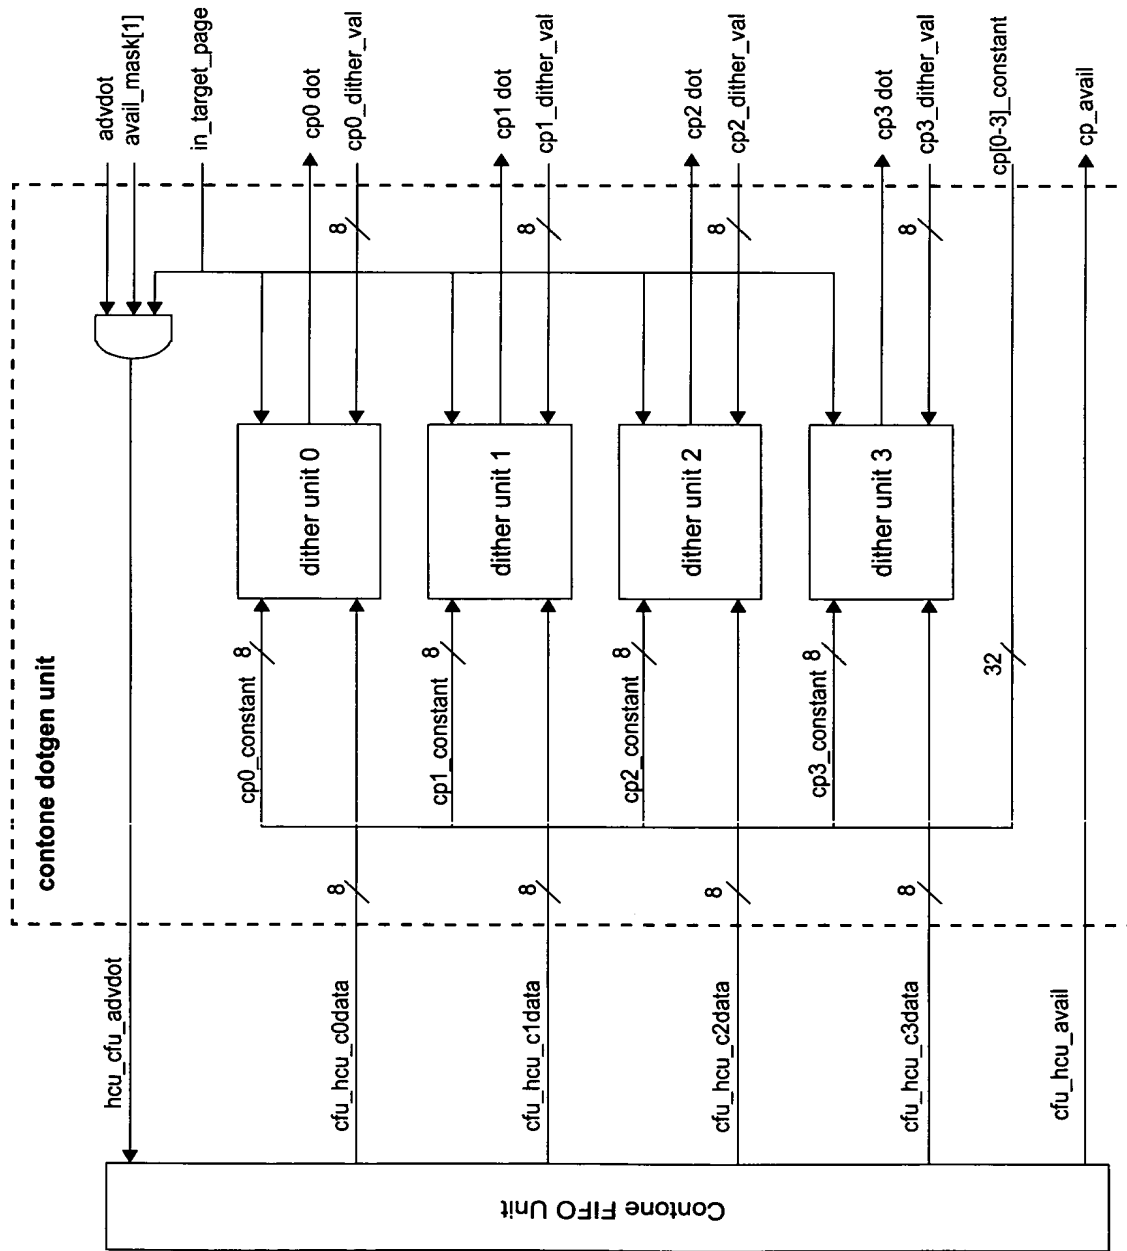 advdot
avail_mask[1]
in_target_page
cp0 dot
cp0_dither_val
cp1 dot
cp1_dither_val
cp2 dot
cp2_dither_val
cp3 dot
cp3_dither_val
cp[0-3]_constant
cp_avail
8
8
8
8
dither unit 0
dither unit 1
dither unit 2
dither unit 3
8
8
8
8
32
cp0_constant
cp1_constant
cp2_constant
cp3_constant
contone dotgen unit
8
8
8
8
hcu_cfu_advdot
cfu_hcu_c0data
cfu_hcu_c1data
cfu_hcu_c2data
cfu_hcu_c3data
cfu_hcu_avail
Contone FIFO Unit